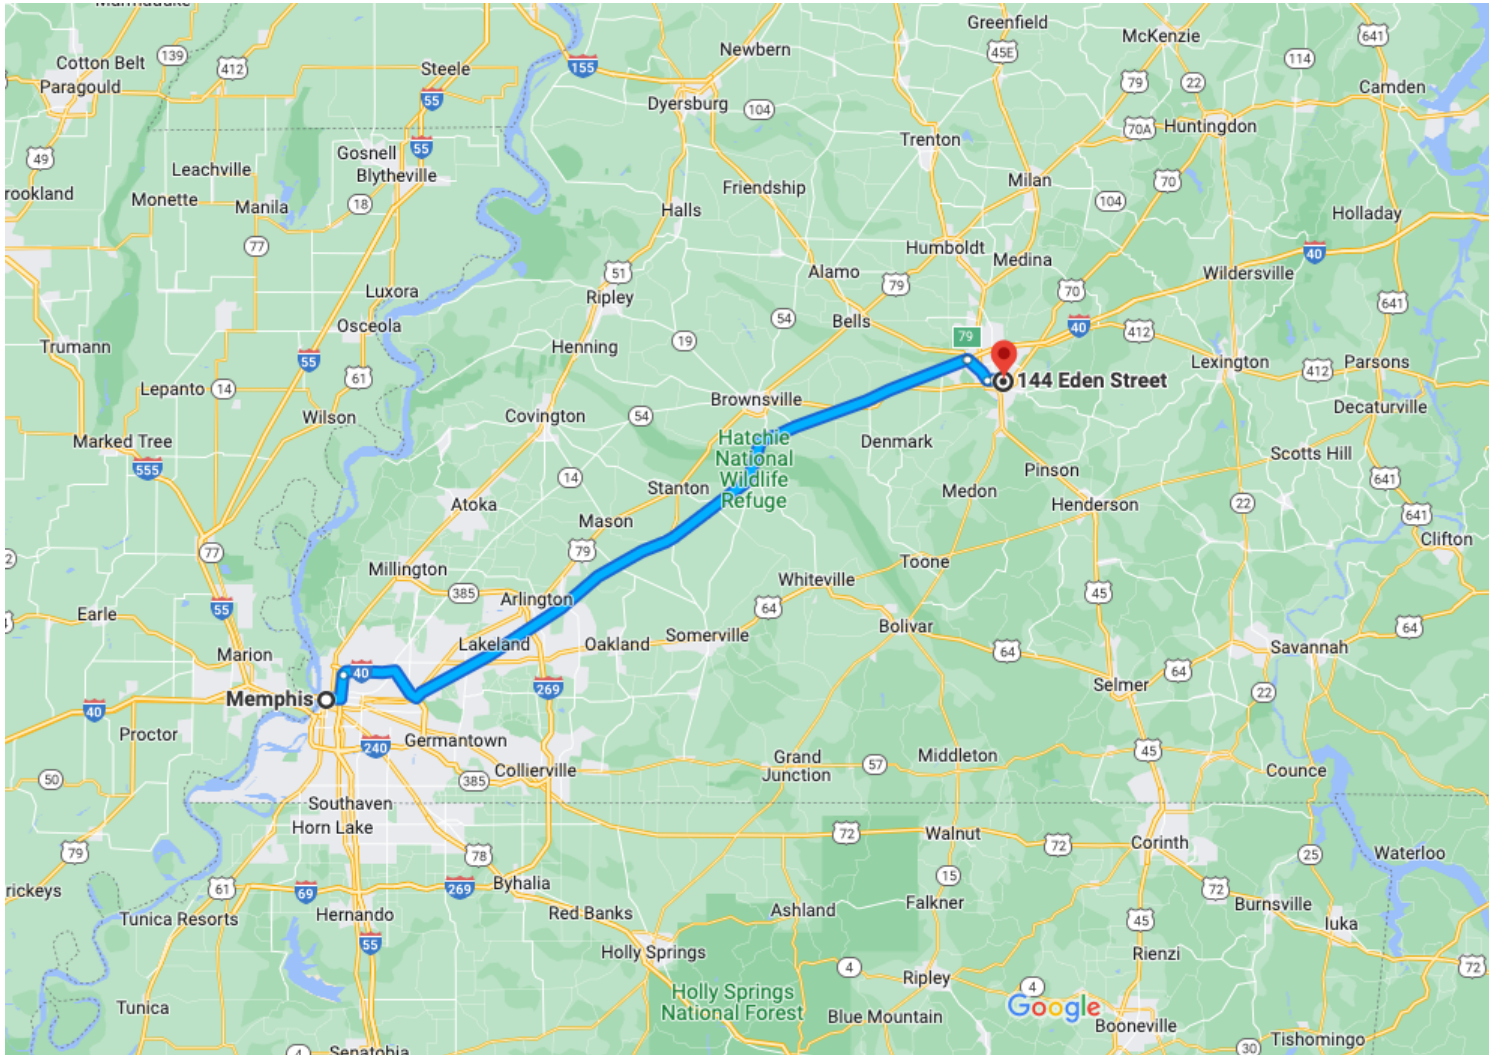 Greenfield
McKenzie
641
139
Cotton Belt
412
Newbern
45E
114
Steele
155
Paragould
79
22
Camden
55
Dyersburg
104
70A
Huntingdon
Trenton
55
49
Gosnell
Leachville
Blytheville
Friendship
Milan
70
rookland
Monette
Manila
18
Halls
104
Holladay
77
Humboldt
Medina
40
51
Alamo
Wildersville
Luxora
Ripley
79
70
641
Osceola
54
Bells
40
412
Trumann
Henning
19
79
55
Lexington
Parsons
Lepanto
14
61
144 Eden Street
412
Wilson
Covington
54
Brownsville
Decaturville
Marked Tree
Hatchie
National
Wildlife
Refuge
Denmark
Scotts Hill
555
14
Stanton
Pinson
641
Atoka
Medon
Henderson
22
641
Mason
77
79
Clifton
Millington
Toone
385
Whiteville
45
Arlington
64
55
Earle
Bolivar
64
Lakeland
Oakland
Somerville
64
Savannah
Marion
40
64
269
Selmer
22
Memphis
40
Proctor
Germantown
240
45
Grand
Junction
57
Middleton
50
385
Collierville
Counce
Southaven
Horn Lake
72
Walnut
72
Corinth
79
78
25
Waterloo
15
rickeys
61
69
269
Byhalia
72
Tunica Resorts
Hernando
Red Banks
Ashland
Falkner
45
Burnsville
Iuka
55
Holly Springs
Rienzi
4
72
Ripley
4
Holly Springs
National Forest
Tunica
Google
Blue Mountain
Booneville
4
Senatobia
30
Tishomingo